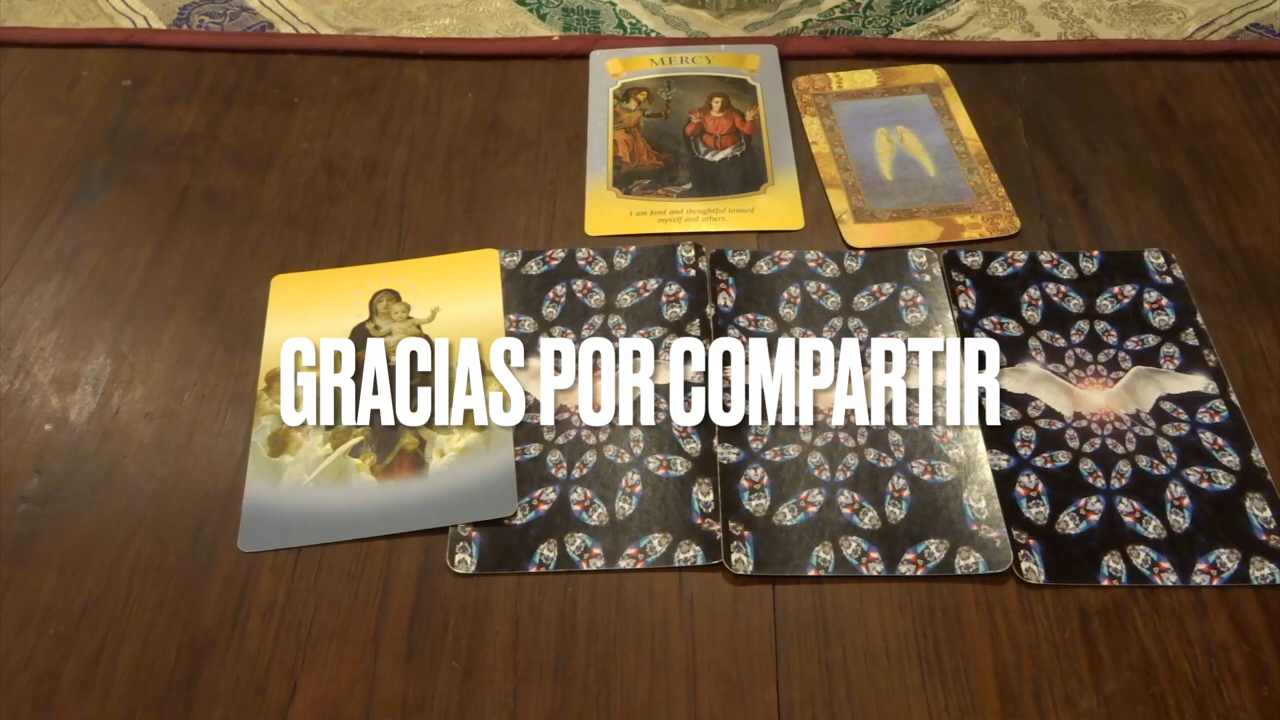 MERCY
I am kind and thoughtful toward
myself and others.
GRACIAS POR COMPARTIR